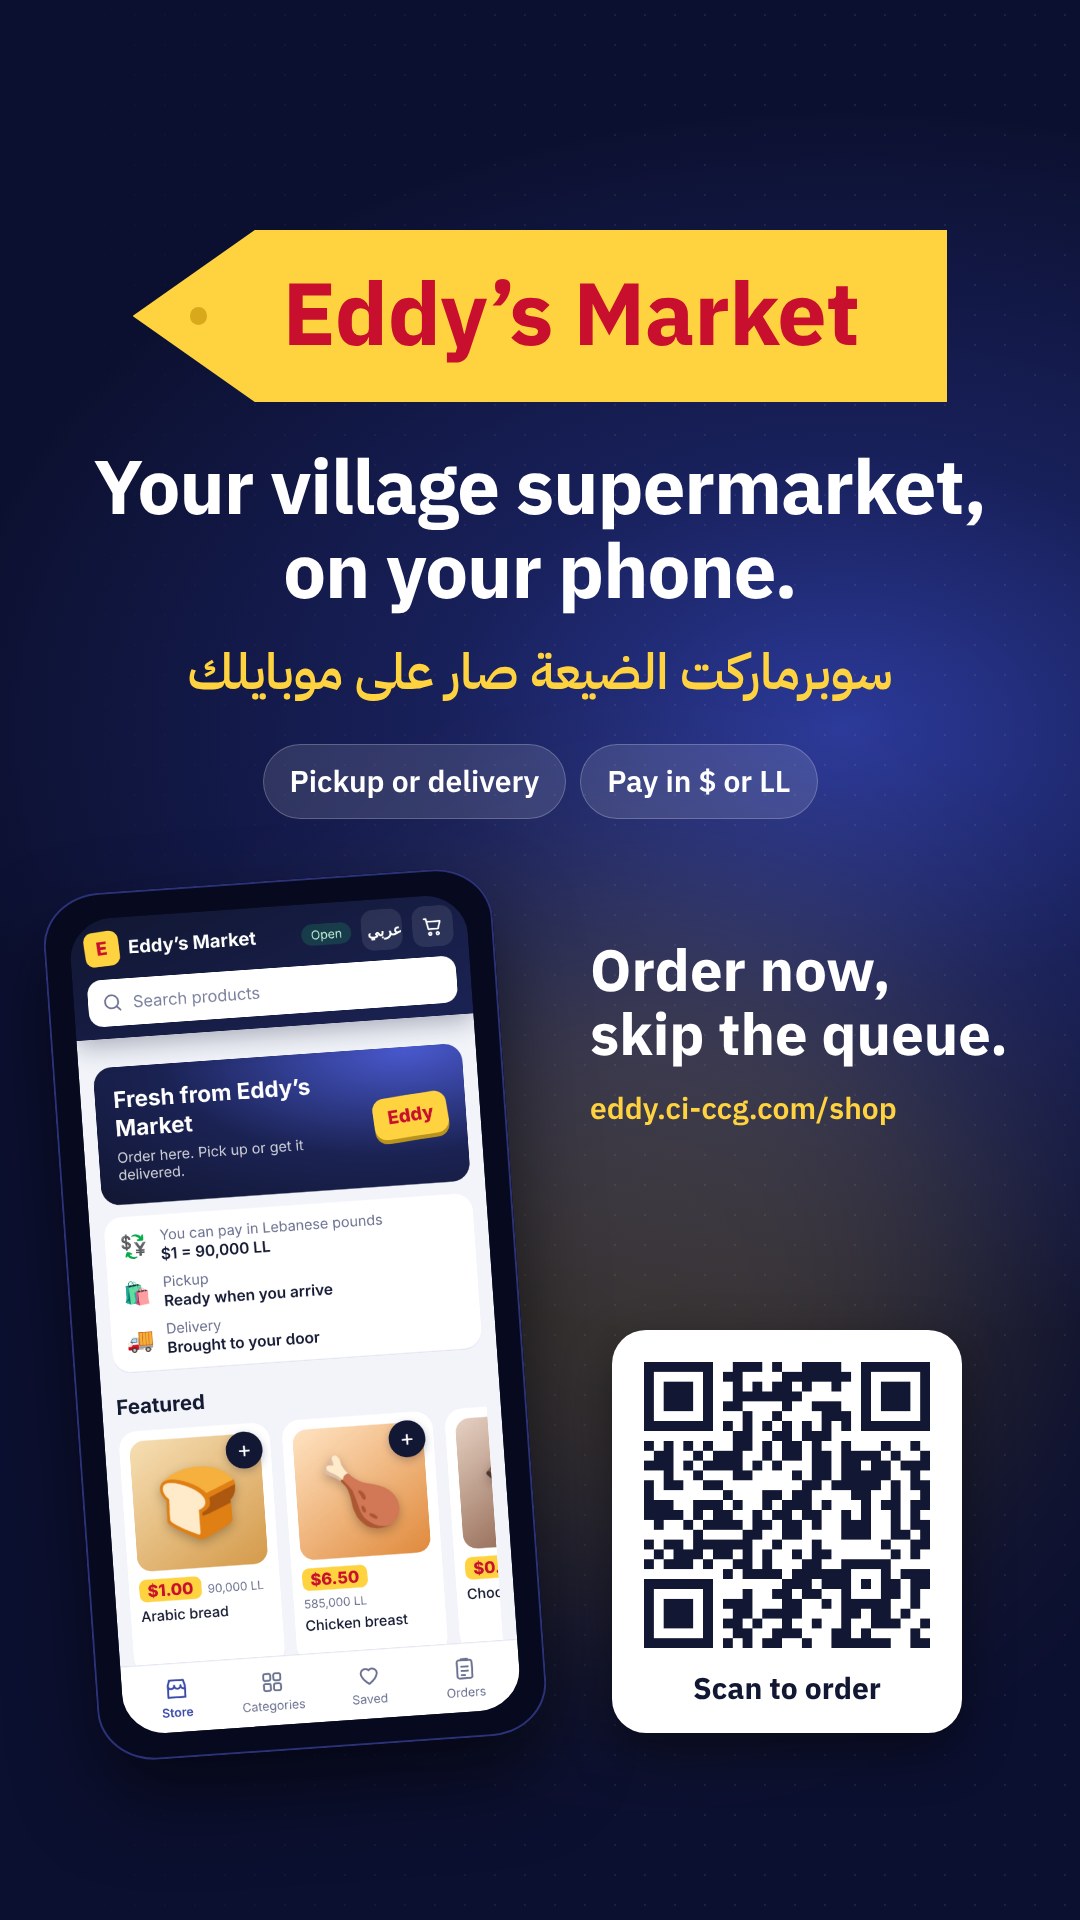 Eddy’s Market
Your village supermarket,
on your phone.
سوبرماركت الضيعة صار على موبايلك
Pickup or delivery
Pay in $ or LL
E
Eddy’s Market
Open
عربي
Search products
Fresh from Eddy’s
Market
Order here. Pick up or get it
delivered.
Eddy
You can pay in Lebanese pounds
$1 = 90,000 LL
Pickup
Ready when you arrive
Delivery
Brought to your door
Featured
$1.00 90,000 LL
Arabic bread
$6.50
585,000 LL
Chicken breast
$0.
Choc
Store
Categories
Saved
Orders
Order now,
skip the queue.
eddy.ci-ccg.com/shop
Scan to order